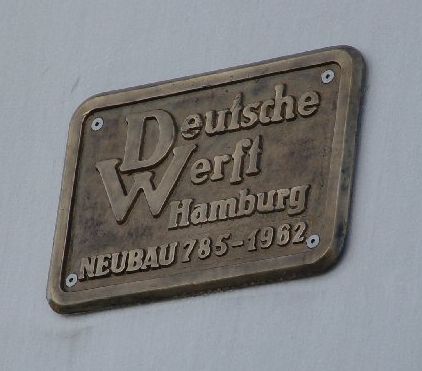 Deutsche
Werft
Hamburg
NEUBAU 785-1962